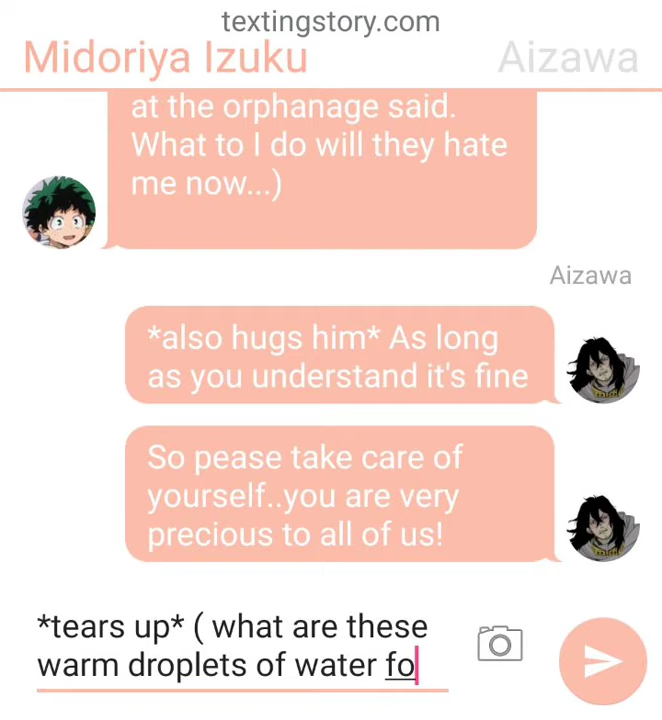 textingstory.com
Midoriya Izuku Aizawa
at the orphanage said.
What to I do will they hate
me now...)
Aizawa
*also hugs him* As long
as you understand it's fine
So pease take care of
yourself..you are very
precious to all of us!
*tears up* ( what are these
warm droplets of water fo